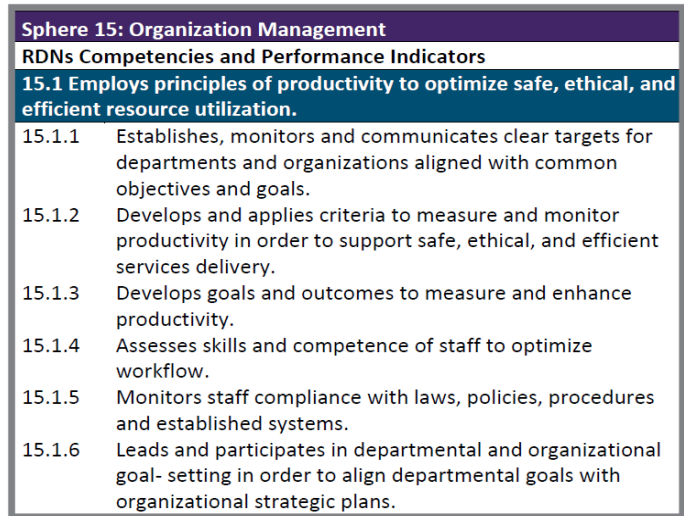 Sphere 15: Organization Management
RDNs Competencies and Performance Indicators
15.1 Employs principles of productivity to optimize safe, ethical, and
efficient resource utilization.
15.1.1 Establishes, monitors and communicates clear targets for
departments and organizations aligned with common
objectives and goals.
15.1.2 Develops and applies criteria to measure and monitor
productivity in order to support safe, ethical, and efficient
services delivery.
15.1.3 Develops goals and outcomes to measure and enhance
productivity.
15.1.4 Assesses skills and competence of staff to optimize
workflow.
15.1.5 Monitors staff compliance with laws, policies, procedures
and established systems.
15.1.6 Leads and participates in departmental and organizational
goal- setting in order to align departmental goals with
organizational strategic plans.